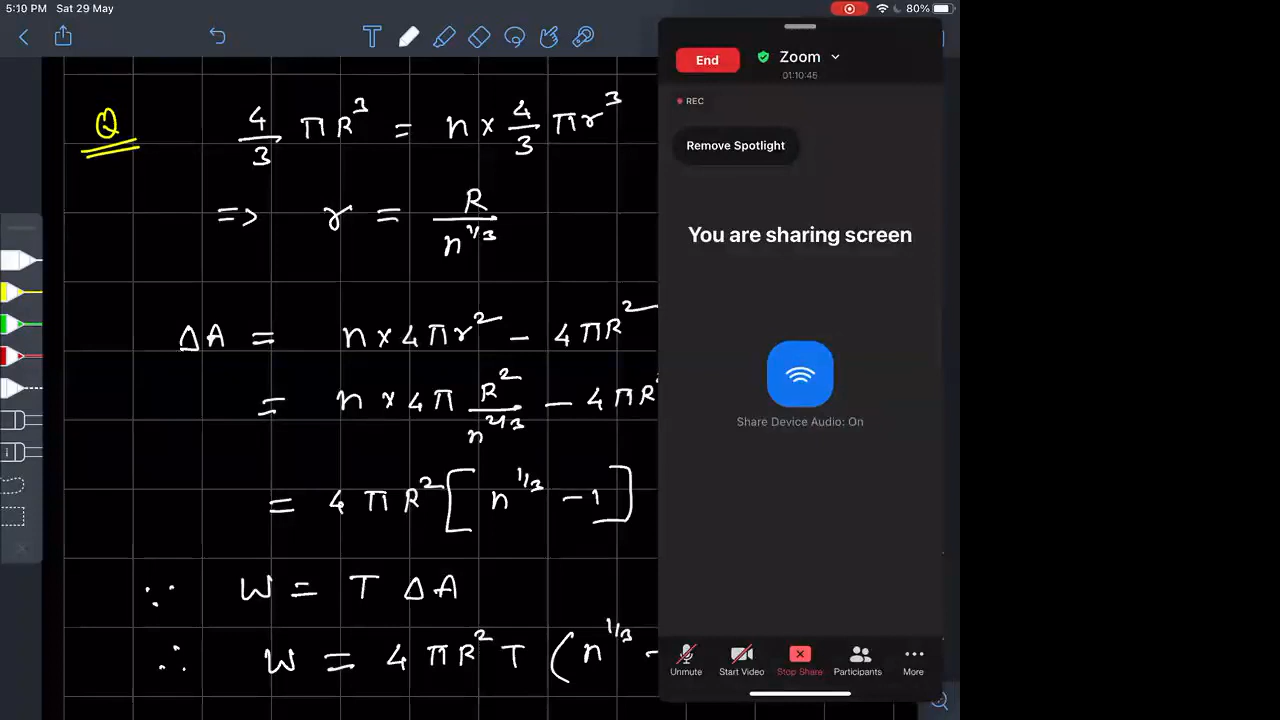 5:10 PM Sat 29 May
80%
T
Q
4/3 πR³ = n × 4/3 πr³
=> r = R/n^1/3
ΔA = n×4πr² − 4πR²
= n × 4π R²/n^2/3 − 4πR²
= 4πR² [ n^1/3 − 1 ]
∵ W = T ΔA
∴ W = 4πR² T ( n^1/3 −
End
Zoom
01:10:45
REC
Remove Spotlight
You are sharing screen
Share Device Audio: On
Unmute
Start Video
Stop Share
Participants
More